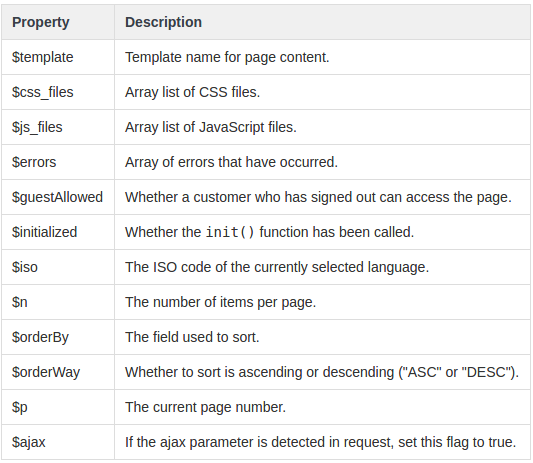 Property Description
$template Template name for page content.
$css_files Array list of CSS files.
$js_files Array list of JavaScript files.
$errors Array of errors that have occurred.
$guestAllowed Whether a customer who has signed out can access the page.
$initialized Whether the init() function has been called.
$iso The ISO code of the currently selected language.
$n The number of items per page.
$orderBy The field used to sort.
$orderWay Whether to sort is ascending or descending ("ASC" or "DESC").
$p The current page number.
$ajax If the ajax parameter is detected in request, set this flag to true.